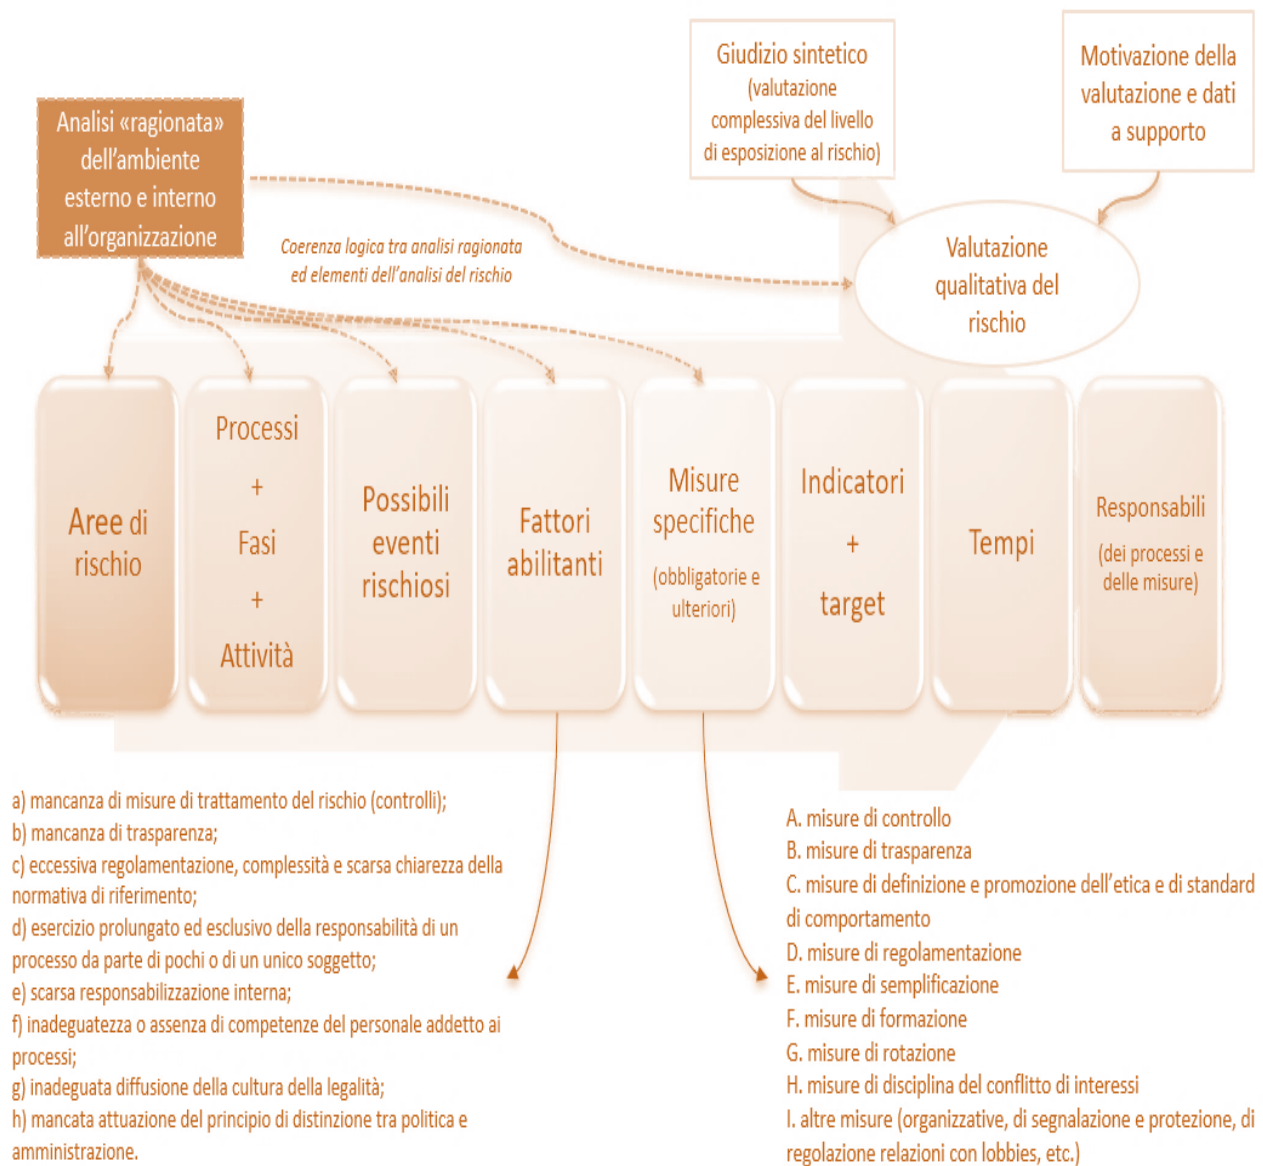 Giudizio sintetico
(valutazione
complessiva del livello
di esposizione al rischio)
Motivazione della
valutazione e dati
a supporto
Analisi «ragionata»
dell'ambiente
esterno e interno
all'organizzazione
Coerenza logica tra analisi ragionata
ed elementi dell'analisi del rischio
Valutazione
qualitativa del
rischio
Aree di
rischio
Processi
+
Fasi
+
Attività
Possibili
eventi
rischiosi
Fattori
abilitanti
Misure
specifiche
(obbligatorie e
ulteriori)
Indicatori
+
target
Tempi
Responsabili
(dei processi e
delle misure)
a) mancanza di misure di trattamento del rischio (controlli);
b) mancanza di trasparenza;
c) eccessiva regolamentazione, complessità e scarsa chiarezza della
normativa di riferimento;
d) esercizio prolungato ed esclusivo della responsabilità di un
processo da parte di pochi o di un unico soggetto;
e) scarsa responsabilizzazione interna;
f) inadeguatezza o assenza di competenze del personale addetto ai
processi;
g) inadeguata diffusione della cultura della legalità;
h) mancata attuazione del principio di distinzione tra politica e
amministrazione.
A. misure di controllo
B. misure di trasparenza
C. misure di definizione e promozione dell'etica e di standard
di comportamento
D. misure di regolamentazione
E. misure di semplificazione
F. misure di formazione
G. misure di rotazione
H. misure di disciplina del conflitto di interessi
I. altre misure (organizzative, di segnalazione e protezione, di
regolazione relazioni con lobbies, etc.)